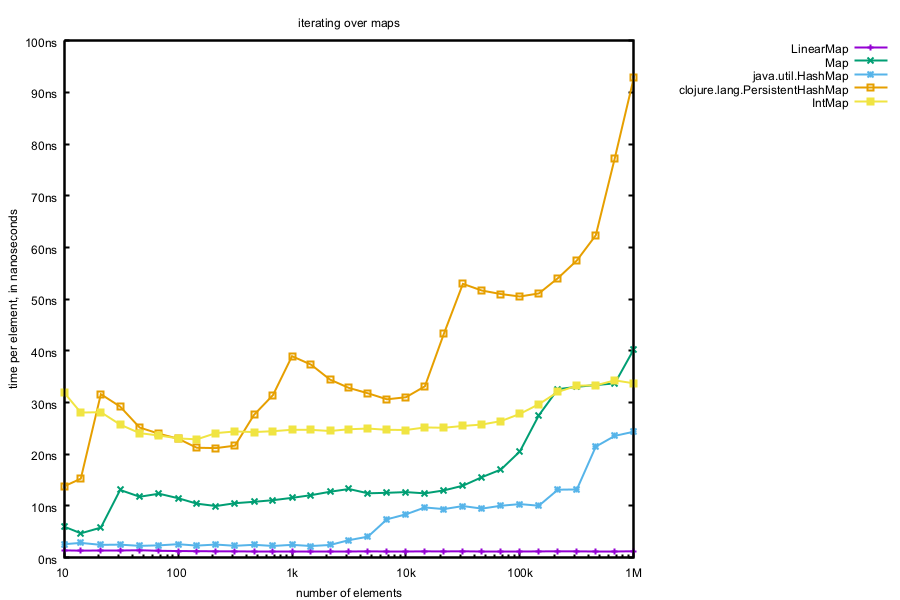 iterating over maps
LinearMap
Map
java.util.HashMap
clojure.lang.PersistentHashMap
IntMap
100ns
90ns
80ns
70ns
60ns
50ns
40ns
30ns
20ns
10ns
0ns
time per element, in nanoseconds
10 100 1k 10k 100k 1M
number of elements